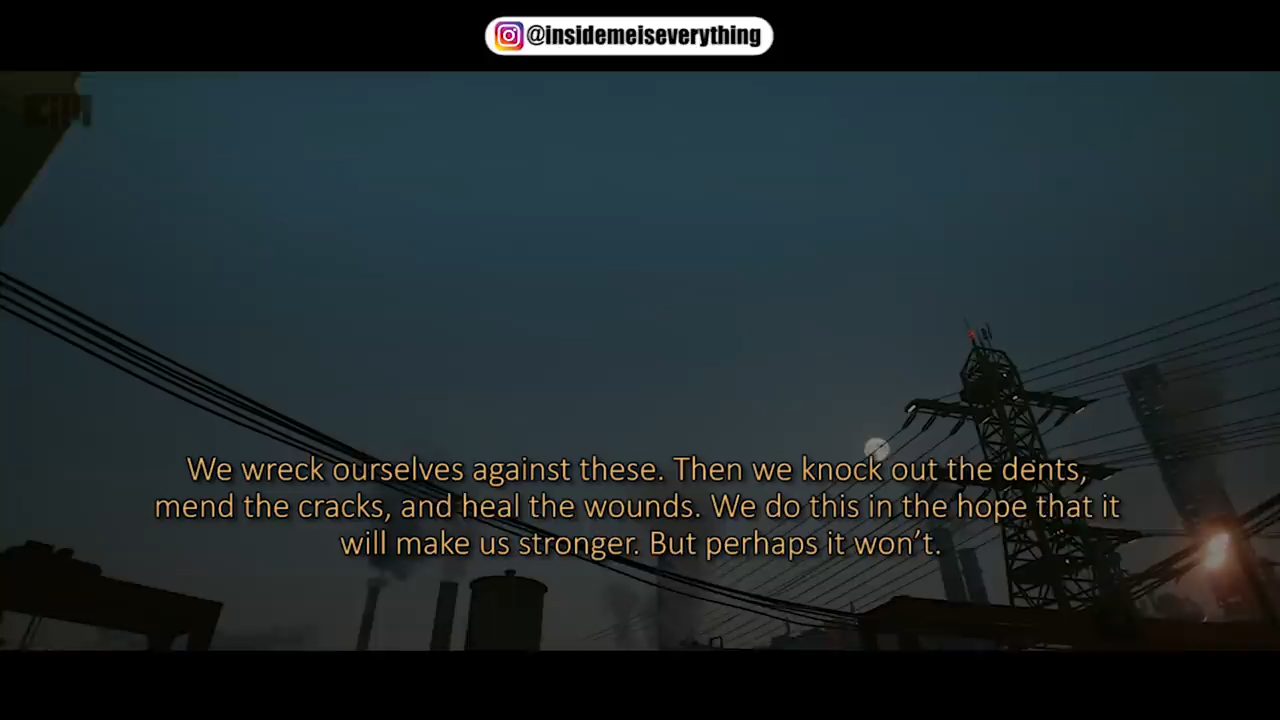 @insidemeiseverything
We wreck ourselves against these. Then we knock out the dents,
mend the cracks, and heal the wounds. We do this in the hope that it
will make us stronger. But perhaps it won’t.